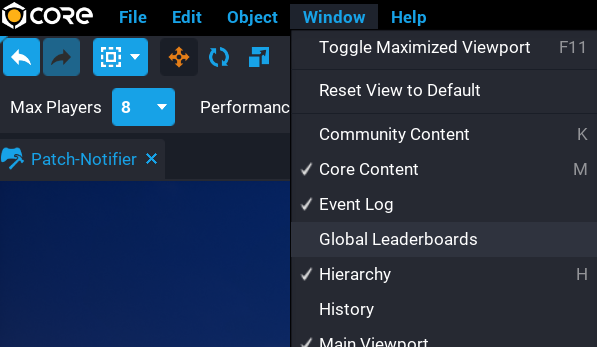 CORE File Edit Object Window Help
Toggle Maximized Viewport F11
Reset View to Default
Max Players 8 Performanc
Community Content K
Patch-Notifier
Core Content M
Event Log
Global Leaderboards
Hierarchy H
History
Main Viewport